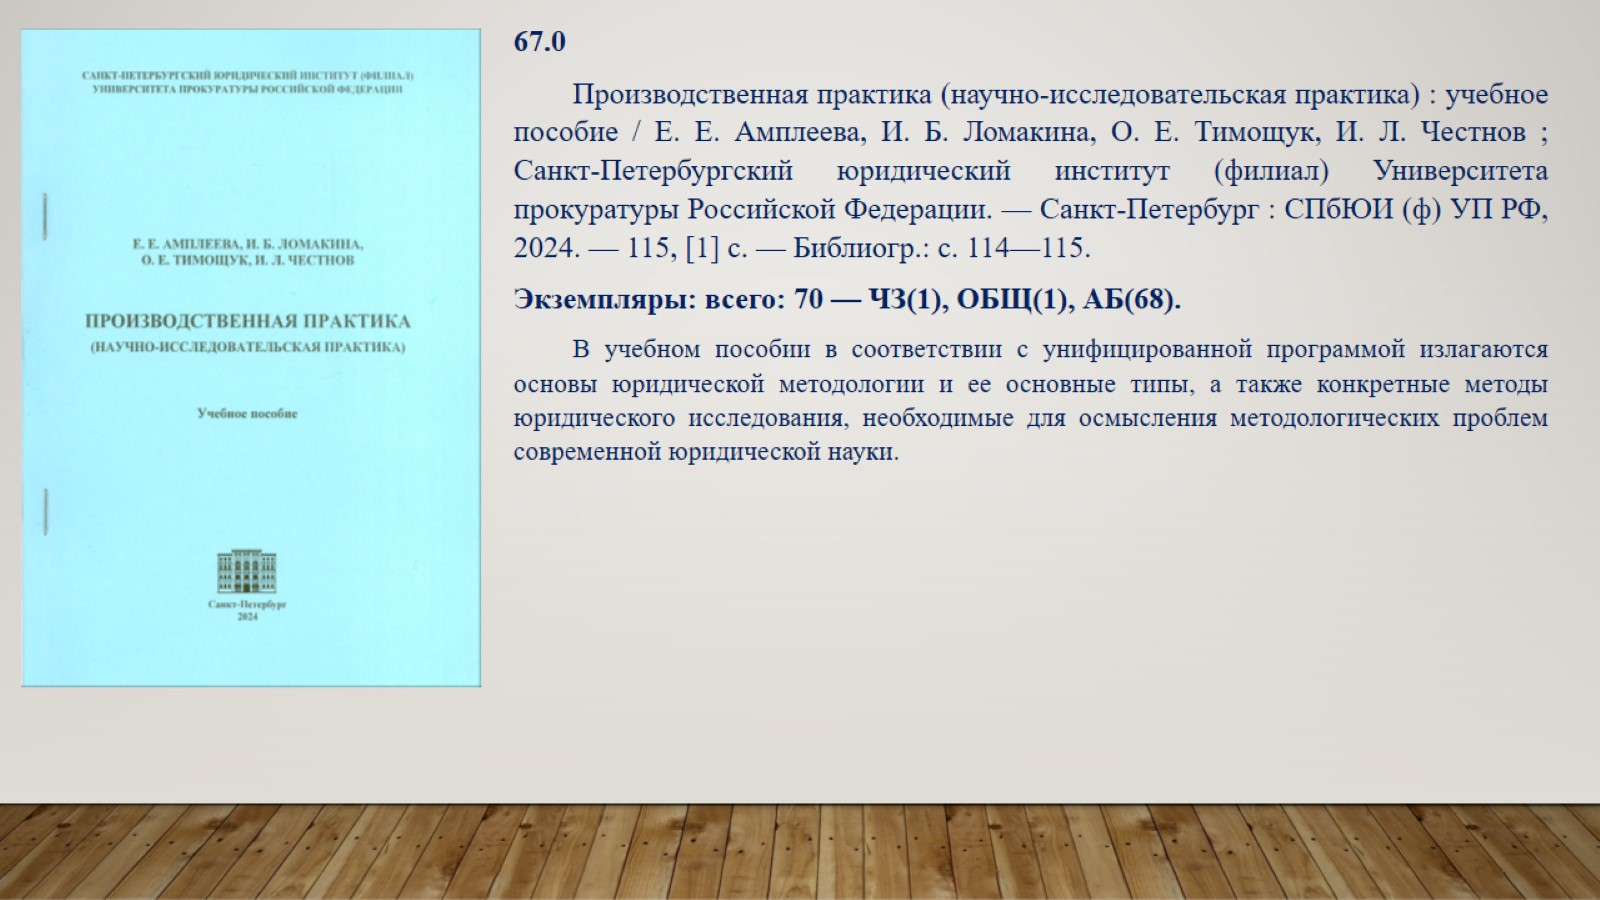 САНКТ-ПЕТЕРБУРГСКИЙ ЮРИДИЧЕСКИЙ ИНСТИТУТ (ФИЛИАЛ)
УНИВЕРСИТЕТА ПРОКУРАТУРЫ РОССИЙСКОЙ ФЕДЕРАЦИИ
Е. Е. АМПЛЕЕВА, И. Б. ЛОМАКИНА,
О. Е. ТИМОЩУК, И. Л. ЧЕСТНОВ
ПРОИЗВОДСТВЕННАЯ ПРАКТИКА
(НАУЧНО-ИССЛЕДОВАТЕЛЬСКАЯ ПРАКТИКА)
Учебное пособие
Санкт-Петербург
2024
67.0
Производственная практика (научно-исследовательская практика) : учебное
пособие / Е. Е. Амплеева, И. Б. Ломакина, О. Е. Тимощук, И. Л. Честнов ;
Санкт-Петербургский юридический институт (филиал) Университета
прокуратуры Российской Федерации. — Санкт-Петербург : СПбЮИ (ф) УП РФ,
2024. — 115, [1] с. — Библиогр.: с. 114—115.
Экземпляры: всего: 70 — ЧЗ(1), ОБЩ(1), АБ(68).
В учебном пособии в соответствии с унифицированной программой излагаются
основы юридической методологии и ее основные типы, а также конкретные методы
юридического исследования, необходимые для осмысления методологических проблем
современной юридической науки.